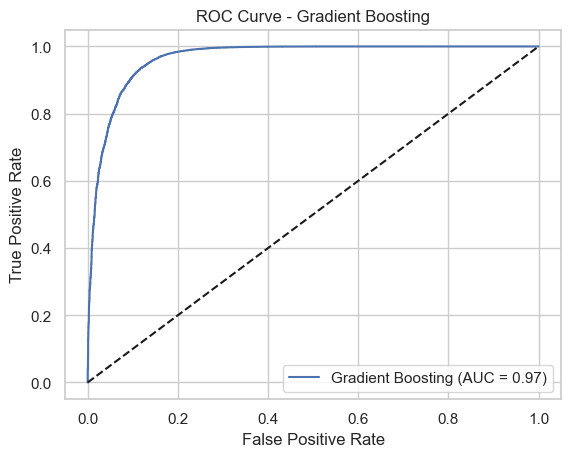 ROC Curve - Gradient Boosting
1.0
0.8
0.6
0.4
0.2
0.0
True Positive Rate
Gradient Boosting (AUC = 0.97)
0.0 0.2 0.4 0.6 0.8 1.0
False Positive Rate